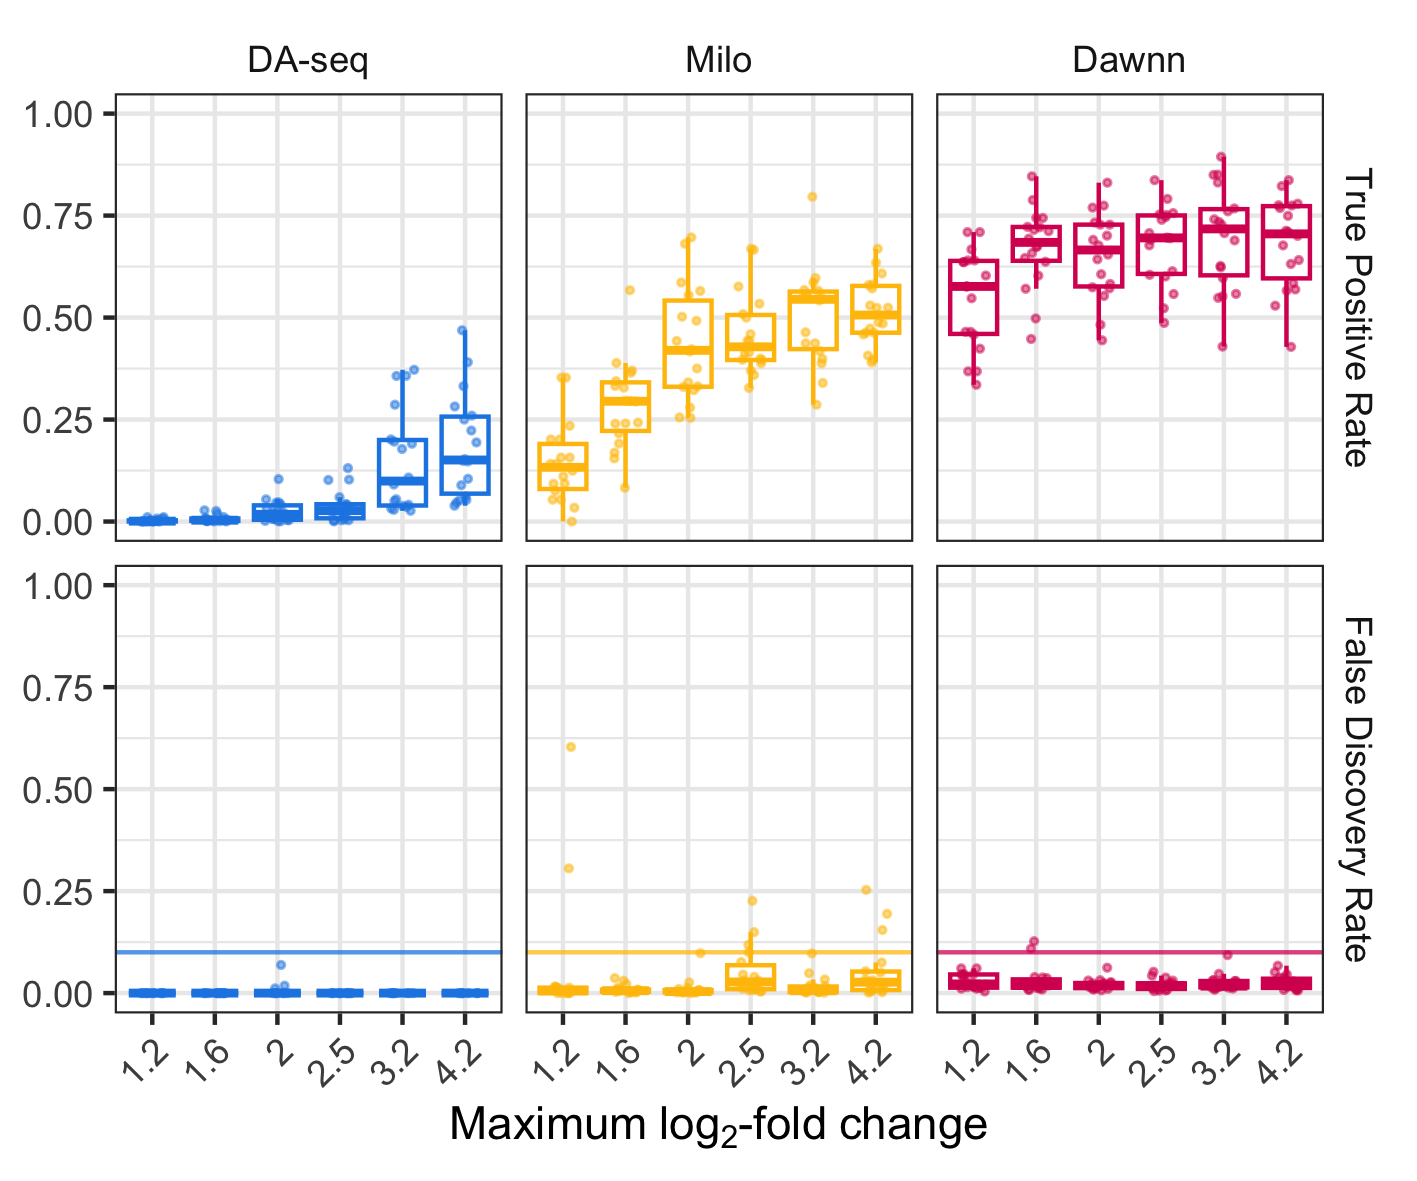 DA-seq Milo Dawnn
1.00
0.75
0.50
0.25
0.00
True Positive Rate
1.00
0.75
0.50
0.25
0.00
False Discovery Rate
1.2 1.6 2 2.5 3.2 4.2 1.2 1.6 2 2.5 3.2 4.2 1.2 1.6 2 2.5 3.2 4.2
Maximum log₂-fold change